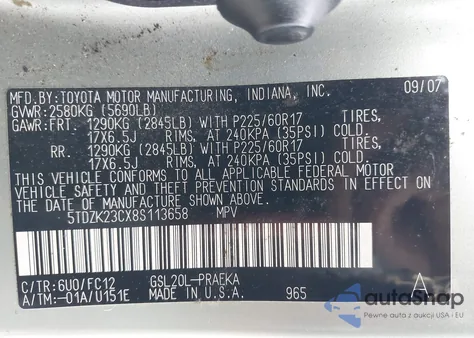 MFD.BY:TOYOTA MOTOR MANUFACTURING, INDIANA, INC. 09/07
GVWR:2580KG (5690LB)
GAWR:FRT. 1290KG (2845LB) WITH P225/60R17 TIRES,
17X6.5J RIMS, AT 240KPA (35PSI) COLD.
RR. 1290KG (2845LB) WITH P225/60R17 TIRES,
17X6.5J RIMS, AT 240KPA (35PSI) COLD.
THIS VEHICLE CONFORMS TO ALL APPLICABLE FEDERAL MOTOR
VEHICLE SAFETY AND THEFT PREVENTION STANDARDS IN EFFECT
ON THE DATE OF MANUFACTURE SHOWN ABOVE.
5TDZK23CX8S113658 MPV
C/TR:6U0/FC12 GSL20L-PRAEKA A
A/TM:-01A/U151E MADE IN U.S.A. 965
autoSnap
Pewne auta z aukcji USA i EU